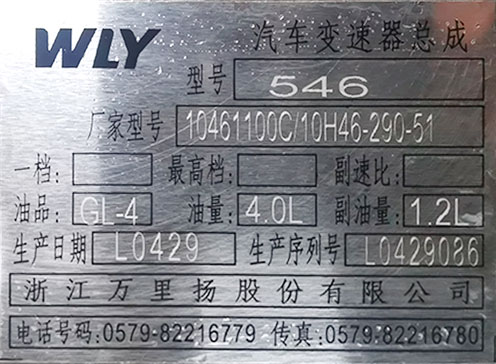 WLY 汽车变速器总成
型号 546
厂家型号 10461100C/10H46-290-51
一档: 最高档: 副速比:
油品: GL-4 油量: 4.0L 副油量: 1.2L
生产日期 L0429 生产序列号 L0429086
浙江万里扬股份有限公司
电话号码:0579-82216779 传真:0579-82216780